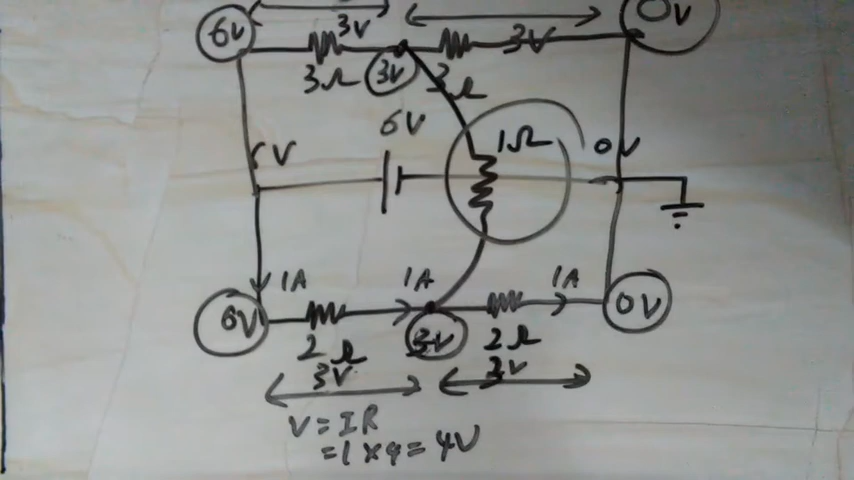 3V
6V 3V 0V
3Ω 3V 3Ω
6V 1Ω
6V 0V
1A 1A 1A
6V 3V 0V
2Ω 2Ω
3V 3V
V = IR
= 1 × 4 = 4V